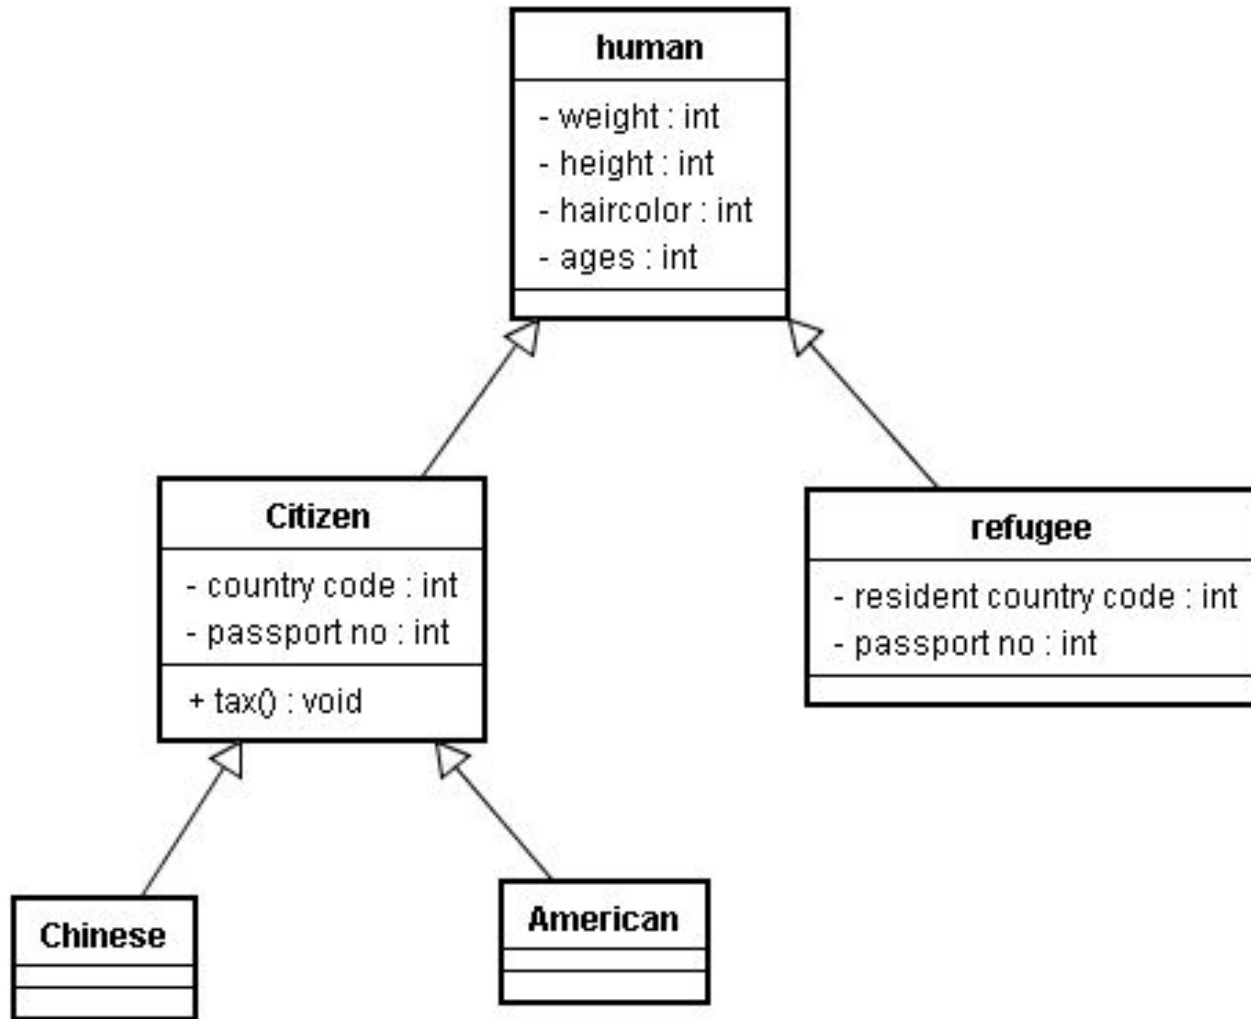 human
- weight : int
- height : int
- haircolor : int
- ages : int
Citizen
- country code : int
- passport no : int
+ tax() : void
refugee
- resident country code : int
- passport no : int
Chinese
American